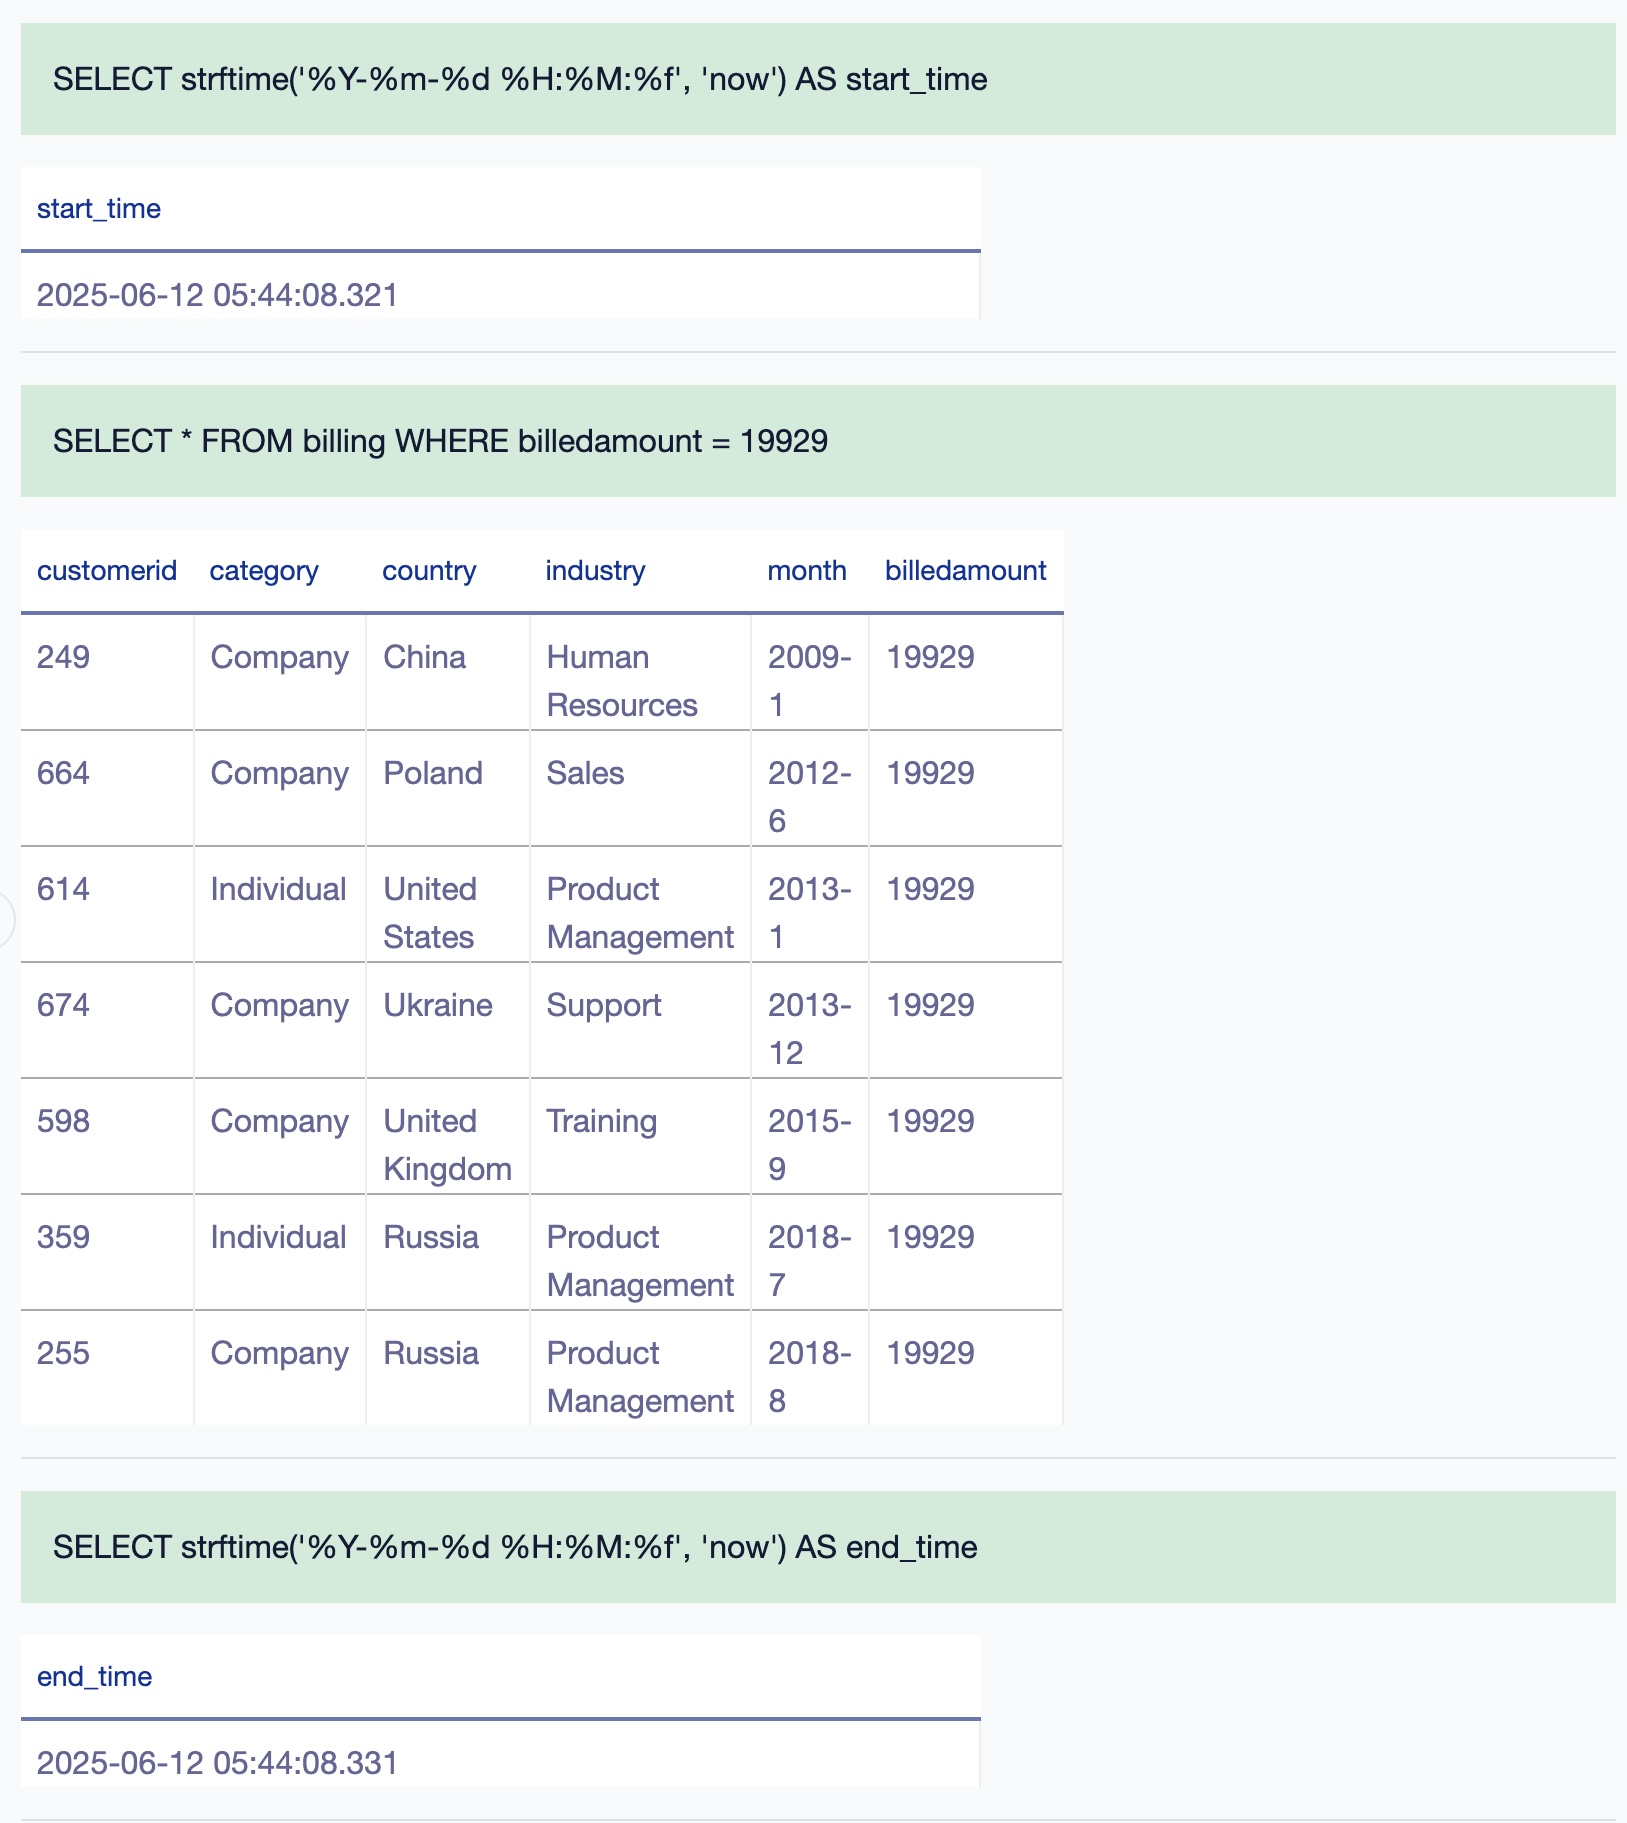 SELECT strftime('%Y-%m-%d %H:%M:%f', 'now') AS start_time
start_time
2025-06-12 05:44:08.321
SELECT * FROM billing WHERE billedamount = 19929
customerid category country industry month billedamount
249 Company China Human 2009- 19929
Resources 1
664 Company Poland Sales 2012- 19929
6
614 Individual United Product 2013- 19929
States Management 1
674 Company Ukraine Support 2013- 19929
12
598 Company United Training 2015- 19929
Kingdom 9
359 Individual Russia Product 2018- 19929
Management 7
255 Company Russia Product 2018- 19929
Management 8
SELECT strftime('%Y-%m-%d %H:%M:%f', 'now') AS end_time
end_time
2025-06-12 05:44:08.331